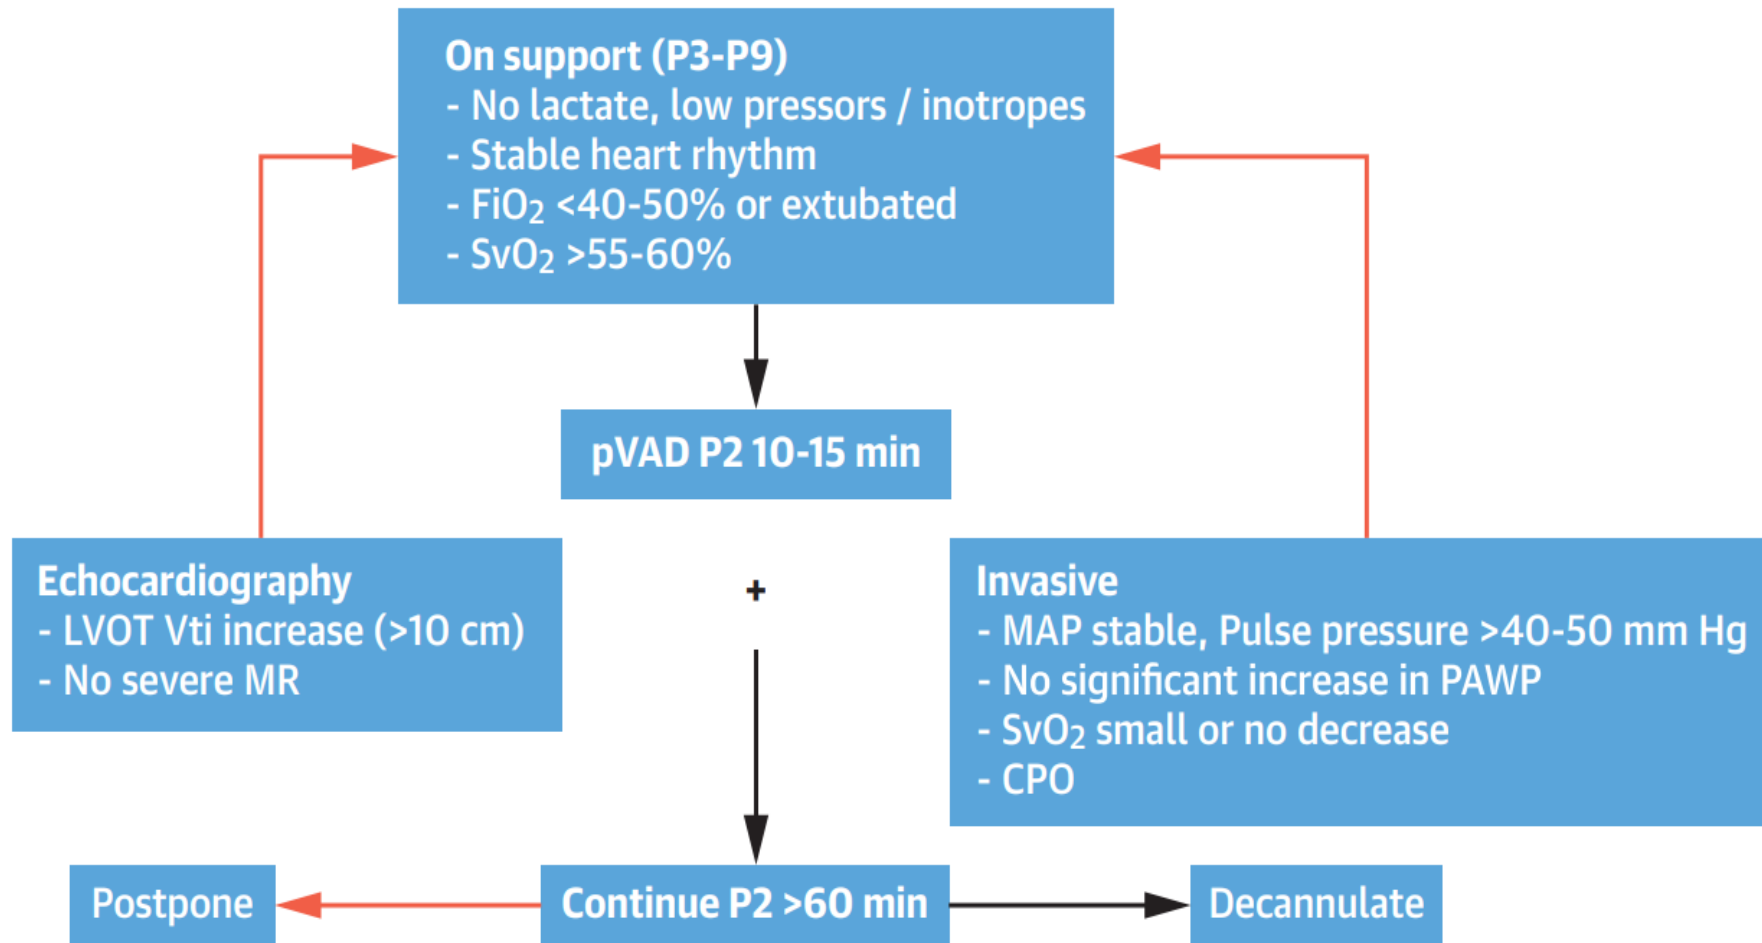 On support (P3-P9)
- No lactate, low pressors / inotropes
- Stable heart rhythm
- FiO₂ <40-50% or extubated
- SvO₂ >55-60%
pVAD P2 10-15 min
+
Echocardiography
- LVOT Vti increase (>10 cm)
- No severe MR
Invasive
- MAP stable, Pulse pressure >40-50 mm Hg
- No significant increase in PAWP
- SvO₂ small or no decrease
- CPO
Postpone
Continue P2 >60 min
Decannulate